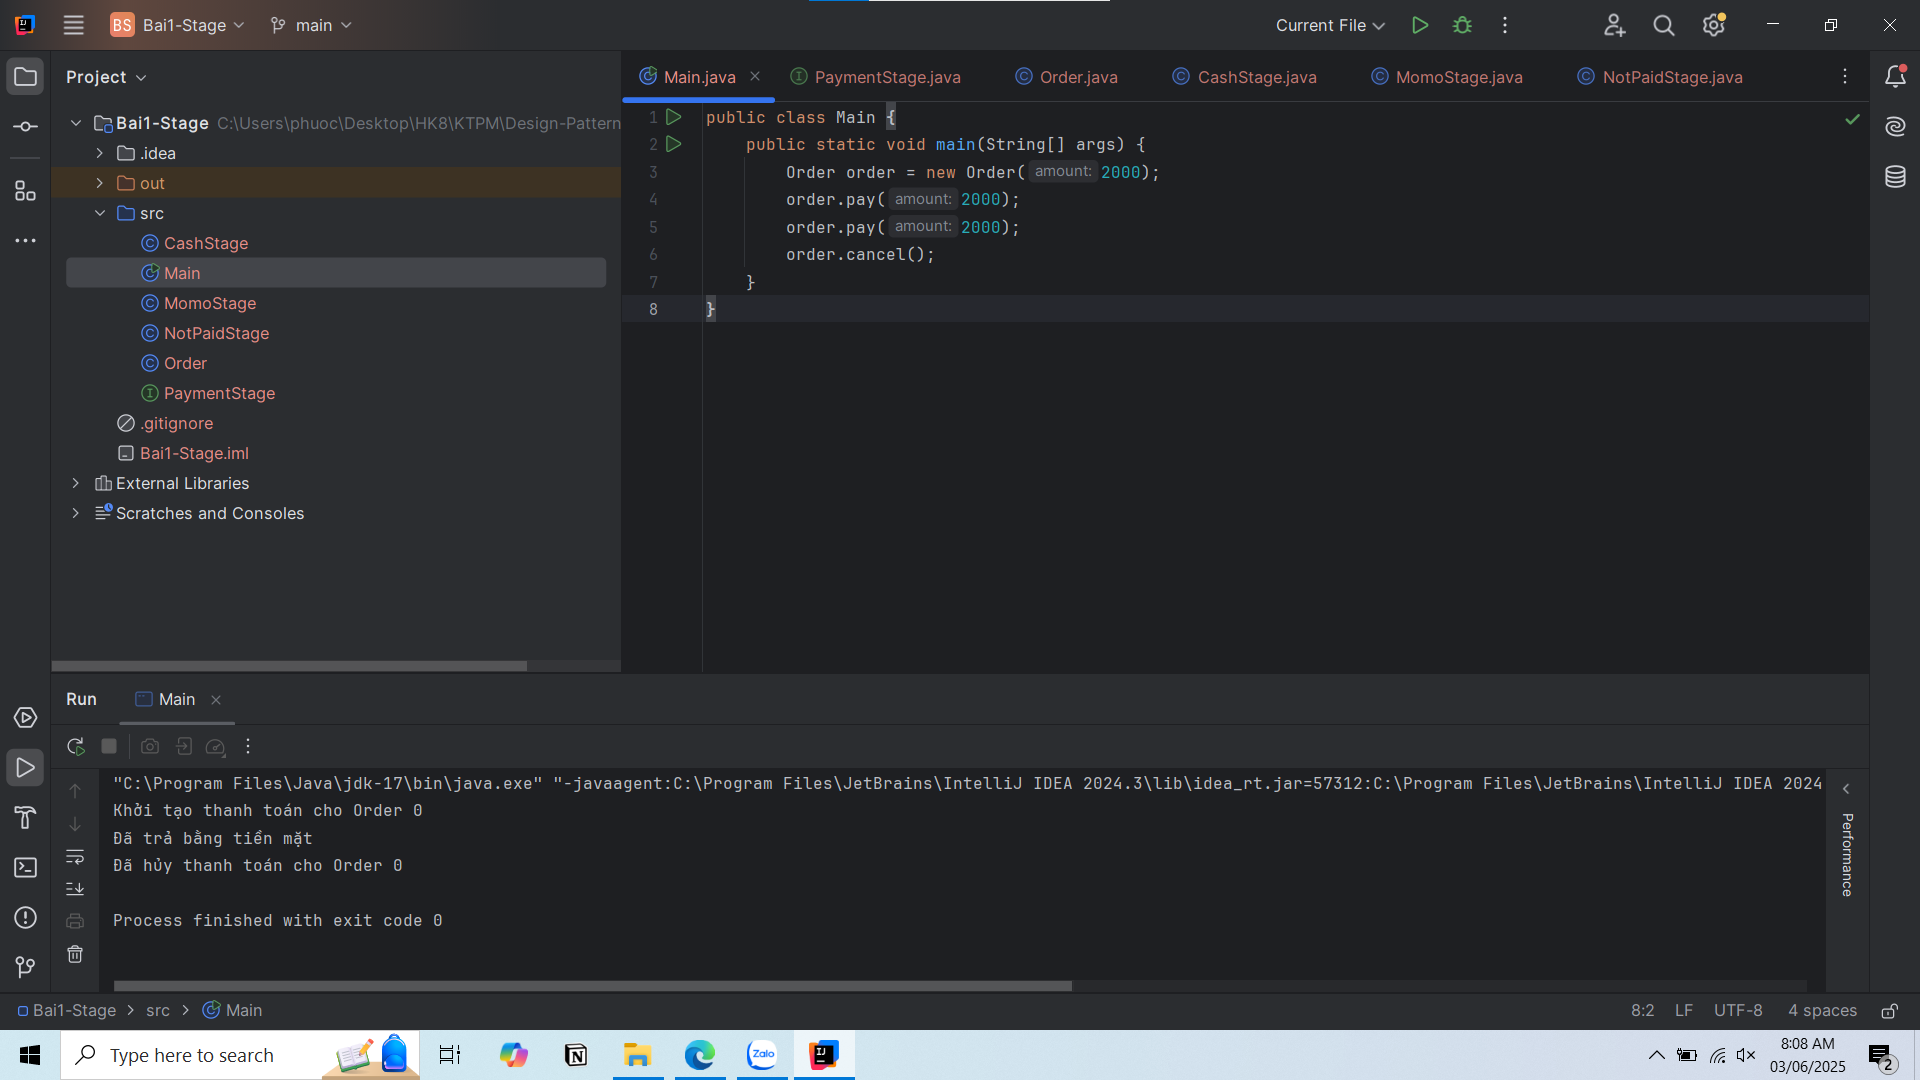 BS Bai1-Stage main Current File
Project
Main.java PaymentStage.java Order.java CashStage.java MomoStage.java NotPaidStage.java
Bai1-Stage C:\Users\phuoc\Desktop\HK8\KTPM\Design-Pattern
.idea
out
src
CashStage
Main
MomoStage
NotPaidStage
Order
PaymentStage
.gitignore
Bai1-Stage.iml
External Libraries
Scratches and Consoles
1 public class Main {
2 public static void main(String[] args) {
3 Order order = new Order( amount: 2000);
4 order.pay( amount: 2000);
5 order.pay( amount: 2000);
6 order.cancel();
7 }
8 }
Run Main
"C:\Program Files\Java\jdk-17\bin\java.exe" "-javaagent:C:\Program Files\JetBrains\IntelliJ IDEA 2024.3\lib\idea_rt.jar=57312:C:\Program Files\JetBrains\IntelliJ IDEA 2024
Khởi tạo thanh toán cho Order 0
Đã trả bằng tiền mặt
Đã hủy thanh toán cho Order 0
Process finished with exit code 0
Performance
Bai1-Stage > src > Main 8:2 LF UTF-8 4 spaces
Type here to search
Zalo
8:08 AM
03/06/2025
2